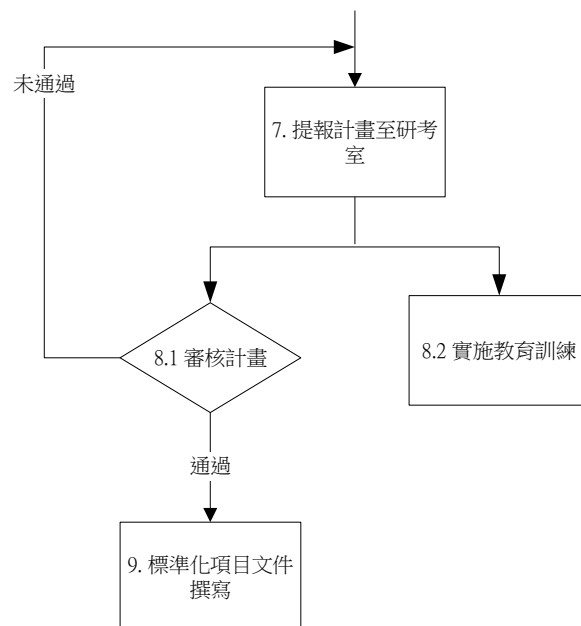 未通過
7. 提報計畫至研考
室
8.1 審核計畫
8.2 實施教育訓練
通過
9. 標準化項目文件
撰寫